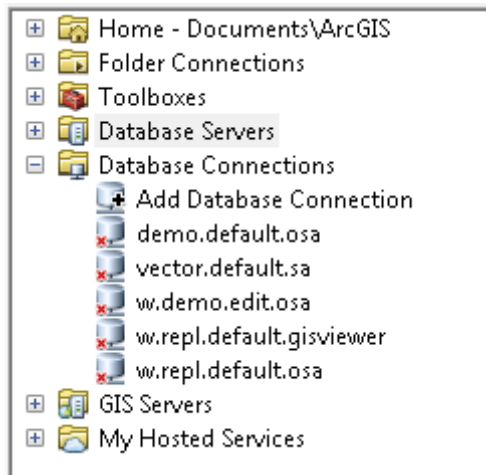 Home - Documents\ArcGIS
Folder Connections
Toolboxes
Database Servers
Database Connections
Add Database Connection
demo.default.osa
vector.default.sa
w.demo.edit.osa
w.repl.default.gisviewer
w.repl.default.osa
GIS Servers
My Hosted Services